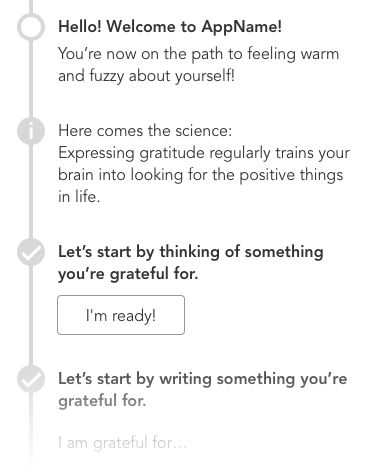 Hello! Welcome to AppName!
You’re now on the path to feeling warm
and fuzzy about yourself!
Here comes the science:
Expressing gratitude regularly trains your
brain into looking for the positive things
in life.
Let’s start by thinking of something
you’re grateful for.
I'm ready!
Let’s start by writing something you’re
grateful for.
I am grateful for…